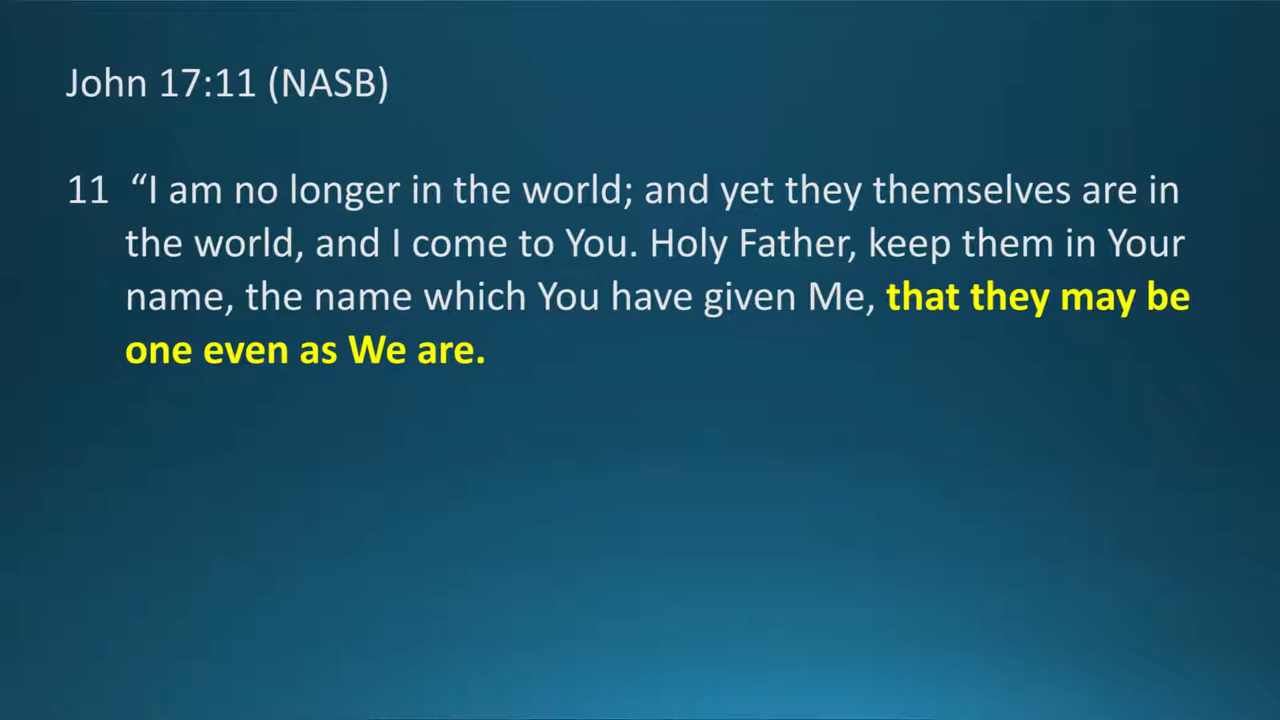 John 17:11 (NASB)
11 “I am no longer in the world; and yet they themselves are in
the world, and I come to You. Holy Father, keep them in Your
name, the name which You have given Me, that they may be
one even as We are.